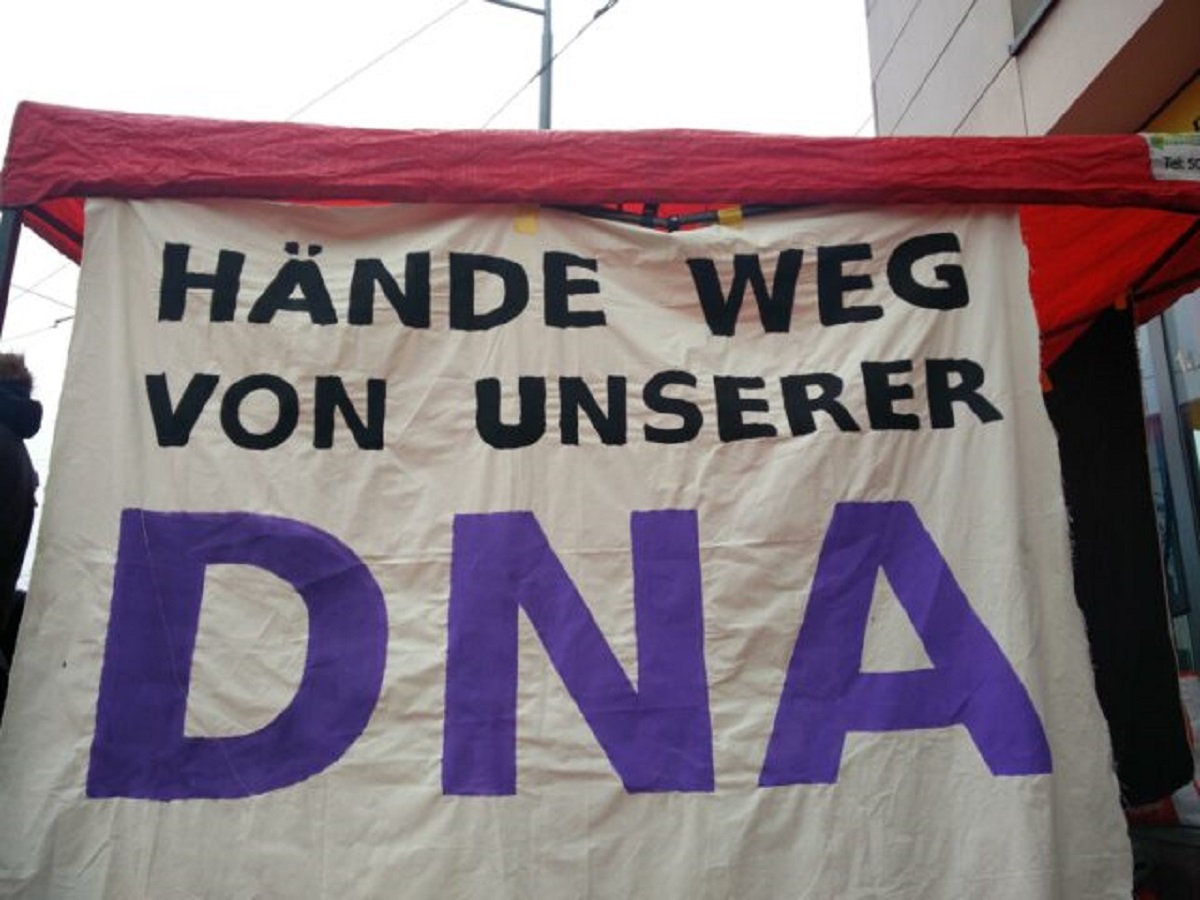 HÄNDE WEG
VON UNSERER
DNA